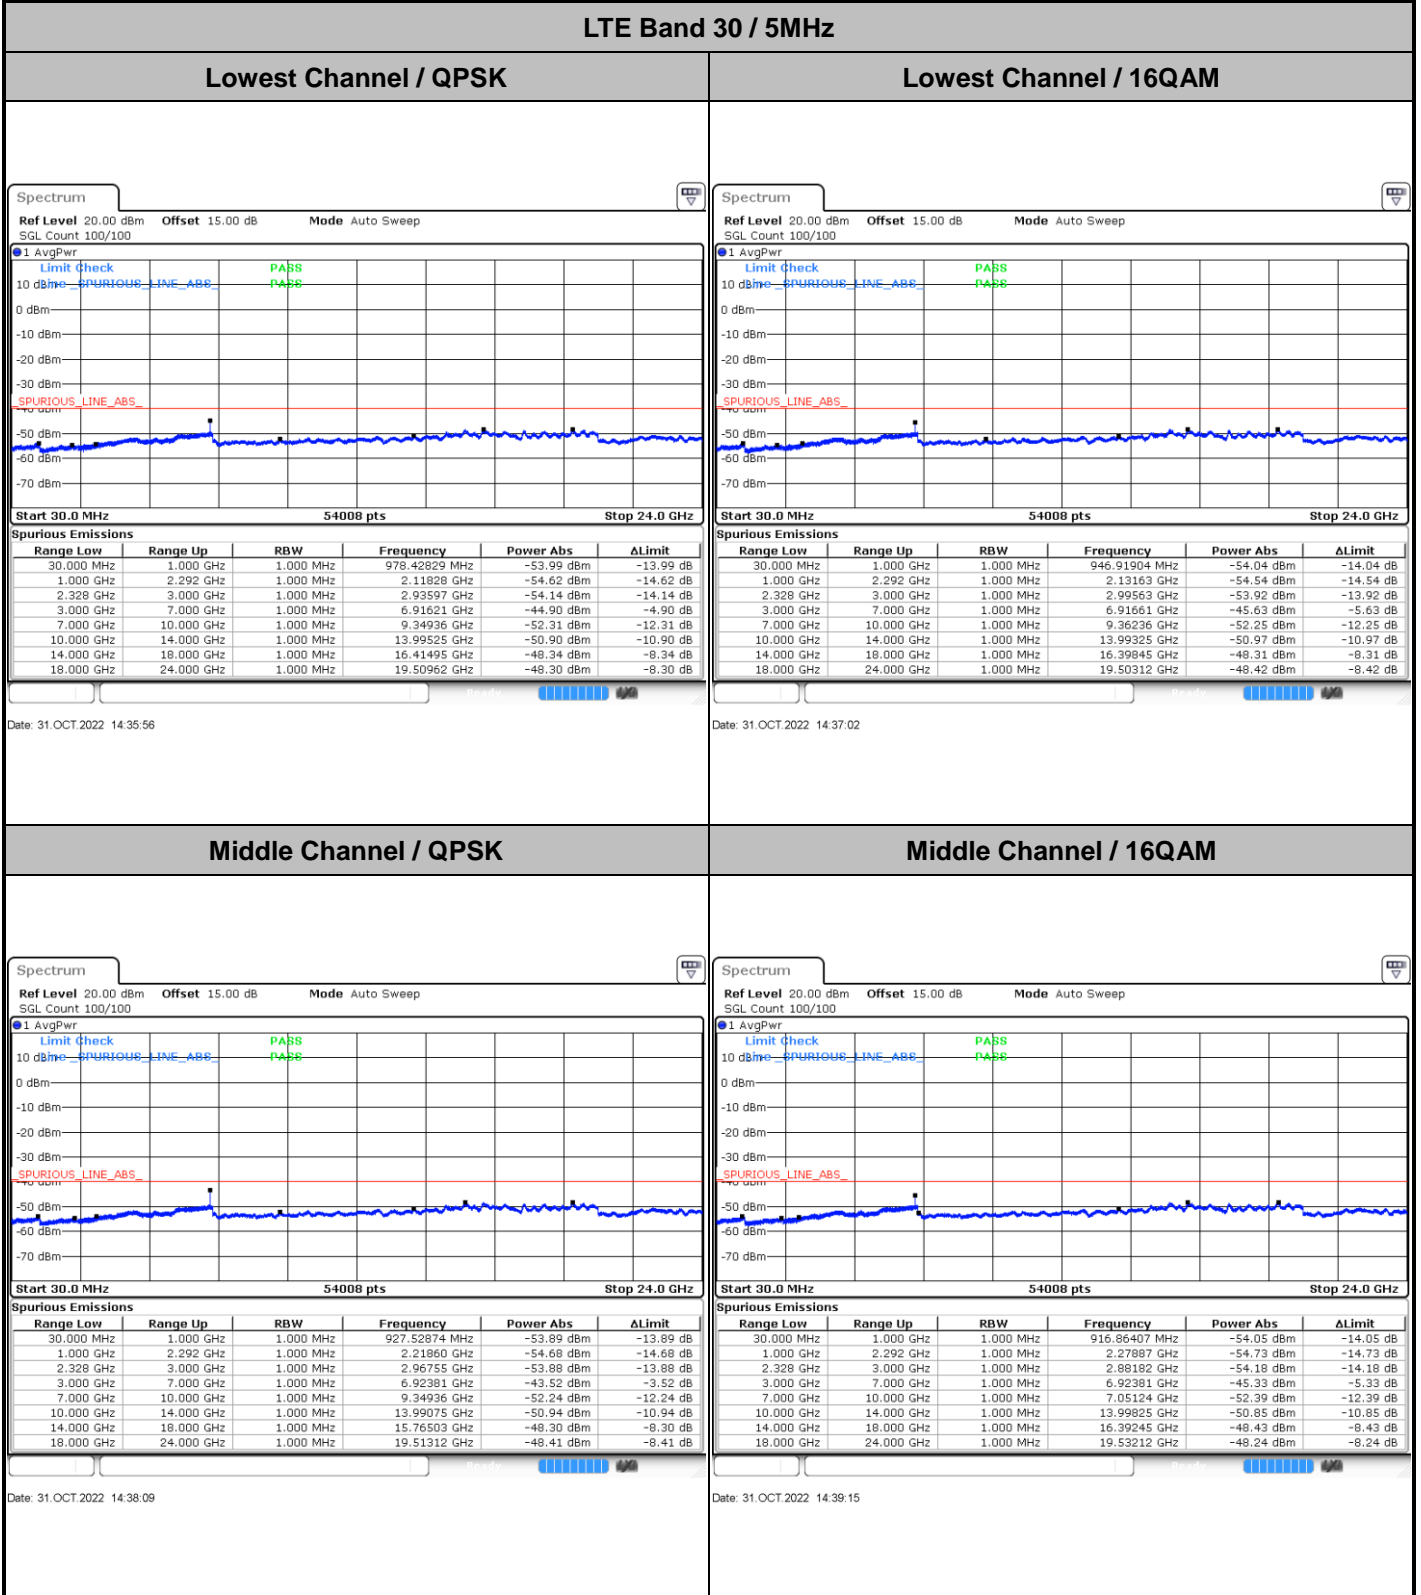 LTE Band 30 / 5MHz
Lowest Channel / QPSK
Lowest Channel / 16QAM
Spectrum
Ref Level 20.00 dBm Offset 15.00 dB Mode Auto Sweep
SGL Count 100/100
1 AvgPwr
Limit Check PASS
Line _SPURIOUS_LINE_ABS_ PASS
10 dBm
0 dBm
-10 dBm
-20 dBm
-30 dBm
_SPURIOUS_LINE_ABS_
-40 dBm
-50 dBm
-60 dBm
-70 dBm
Start 30.0 MHz 54008 pts Stop 24.0 GHz
Spurious Emissions
Range Low Range Up RBW Frequency Power Abs ΔLimit
30.000 MHz 1.000 GHz 1.000 MHz 978.42829 MHz -53.99 dBm -13.99 dB
1.000 GHz 2.292 GHz 1.000 MHz 2.11828 GHz -54.62 dBm -14.62 dB
2.328 GHz 3.000 GHz 1.000 MHz 2.93597 GHz -54.14 dBm -14.14 dB
3.000 GHz 7.000 GHz 1.000 MHz 6.91621 GHz -44.90 dBm -4.90 dB
7.000 GHz 10.000 GHz 1.000 MHz 9.34936 GHz -52.31 dBm -12.31 dB
10.000 GHz 14.000 GHz 1.000 MHz 13.99525 GHz -50.90 dBm -10.90 dB
14.000 GHz 18.000 GHz 1.000 MHz 16.41495 GHz -48.34 dBm -8.34 dB
18.000 GHz 24.000 GHz 1.000 MHz 19.50962 GHz -48.30 dBm -8.30 dB
Ready
Date: 31.OCT.2022 14:35:56
Spectrum
Ref Level 20.00 dBm Offset 15.00 dB Mode Auto Sweep
SGL Count 100/100
1 AvgPwr
Limit Check PASS
Line _SPURIOUS_LINE_ABS_ PASS
10 dBm
0 dBm
-10 dBm
-20 dBm
-30 dBm
_SPURIOUS_LINE_ABS_
-40 dBm
-50 dBm
-60 dBm
-70 dBm
Start 30.0 MHz 54008 pts Stop 24.0 GHz
Spurious Emissions
Range Low Range Up RBW Frequency Power Abs ΔLimit
30.000 MHz 1.000 GHz 1.000 MHz 946.91904 MHz -54.04 dBm -14.04 dB
1.000 GHz 2.292 GHz 1.000 MHz 2.13163 GHz -54.54 dBm -14.54 dB
2.328 GHz 3.000 GHz 1.000 MHz 2.99563 GHz -53.92 dBm -13.92 dB
3.000 GHz 7.000 GHz 1.000 MHz 6.91661 GHz -45.63 dBm -5.63 dB
7.000 GHz 10.000 GHz 1.000 MHz 9.36236 GHz -52.25 dBm -12.25 dB
10.000 GHz 14.000 GHz 1.000 MHz 13.99325 GHz -50.97 dBm -10.97 dB
14.000 GHz 18.000 GHz 1.000 MHz 16.39845 GHz -48.31 dBm -8.31 dB
18.000 GHz 24.000 GHz 1.000 MHz 19.50312 GHz -48.42 dBm -8.42 dB
Ready
Date: 31.OCT.2022 14:37:02
Middle Channel / QPSK
Middle Channel / 16QAM
Spectrum
Ref Level 20.00 dBm Offset 15.00 dB Mode Auto Sweep
SGL Count 100/100
1 AvgPwr
Limit Check PASS
Line _SPURIOUS_LINE_ABS_ PASS
10 dBm
0 dBm
-10 dBm
-20 dBm
-30 dBm
_SPURIOUS_LINE_ABS_
-40 dBm
-50 dBm
-60 dBm
-70 dBm
Start 30.0 MHz 54008 pts Stop 24.0 GHz
Spurious Emissions
Range Low Range Up RBW Frequency Power Abs ΔLimit
30.000 MHz 1.000 GHz 1.000 MHz 927.52874 MHz -53.89 dBm -13.89 dB
1.000 GHz 2.292 GHz 1.000 MHz 2.21860 GHz -54.68 dBm -14.68 dB
2.328 GHz 3.000 GHz 1.000 MHz 2.96755 GHz -53.88 dBm -13.88 dB
3.000 GHz 7.000 GHz 1.000 MHz 6.92381 GHz -43.52 dBm -3.52 dB
7.000 GHz 10.000 GHz 1.000 MHz 9.34936 GHz -52.24 dBm -12.24 dB
10.000 GHz 14.000 GHz 1.000 MHz 13.99075 GHz -50.94 dBm -10.94 dB
14.000 GHz 18.000 GHz 1.000 MHz 15.76503 GHz -48.30 dBm -8.30 dB
18.000 GHz 24.000 GHz 1.000 MHz 19.51312 GHz -48.41 dBm -8.41 dB
Ready
Date: 31.OCT.2022 14:38:09
Spectrum
Ref Level 20.00 dBm Offset 15.00 dB Mode Auto Sweep
SGL Count 100/100
1 AvgPwr
Limit Check PASS
Line _SPURIOUS_LINE_ABS_ PASS
10 dBm
0 dBm
-10 dBm
-20 dBm
-30 dBm
_SPURIOUS_LINE_ABS_
-40 dBm
-50 dBm
-60 dBm
-70 dBm
Start 30.0 MHz 54008 pts Stop 24.0 GHz
Spurious Emissions
Range Low Range Up RBW Frequency Power Abs ΔLimit
30.000 MHz 1.000 GHz 1.000 MHz 916.86407 MHz -54.05 dBm -14.05 dB
1.000 GHz 2.292 GHz 1.000 MHz 2.27887 GHz -54.73 dBm -14.73 dB
2.328 GHz 3.000 GHz 1.000 MHz 2.88182 GHz -54.18 dBm -14.18 dB
3.000 GHz 7.000 GHz 1.000 MHz 6.92381 GHz -45.33 dBm -5.33 dB
7.000 GHz 10.000 GHz 1.000 MHz 7.05124 GHz -52.39 dBm -12.39 dB
10.000 GHz 14.000 GHz 1.000 MHz 13.99825 GHz -50.85 dBm -10.85 dB
14.000 GHz 18.000 GHz 1.000 MHz 16.39245 GHz -48.43 dBm -8.43 dB
18.000 GHz 24.000 GHz 1.000 MHz 19.53212 GHz -48.24 dBm -8.24 dB
Ready
Date: 31.OCT.2022 14:39:15